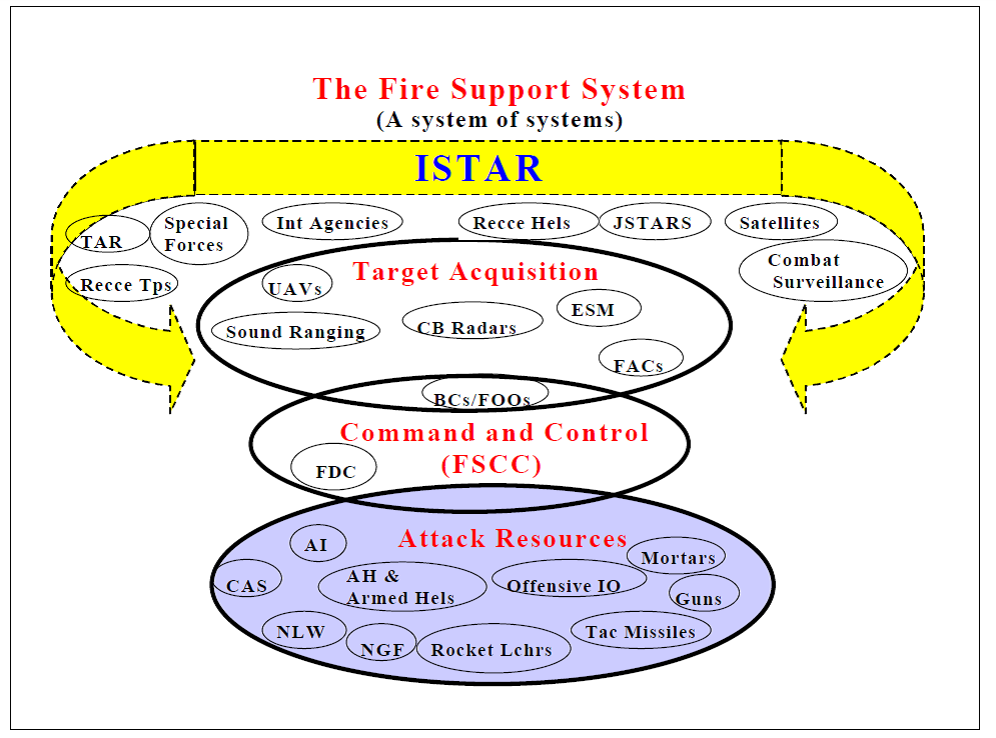 The Fire Support System
(A system of systems)
ISTAR
TAR
Special
Forces
Int Agencies
Recce Hels
JSTARS
Satellites
Recce Tps
Combat
Surveillance
Target Acquisition
UAVs
ESM
Sound Ranging
CB Radars
FACs
BCs/FOOs
Command and Control
(FSCC)
FDC
Attack Resources
AI
Mortars
CAS
AH &
Armed Hels
Offensive IO
Guns
NLW
NGF
Rocket Lchrs
Tac Missiles